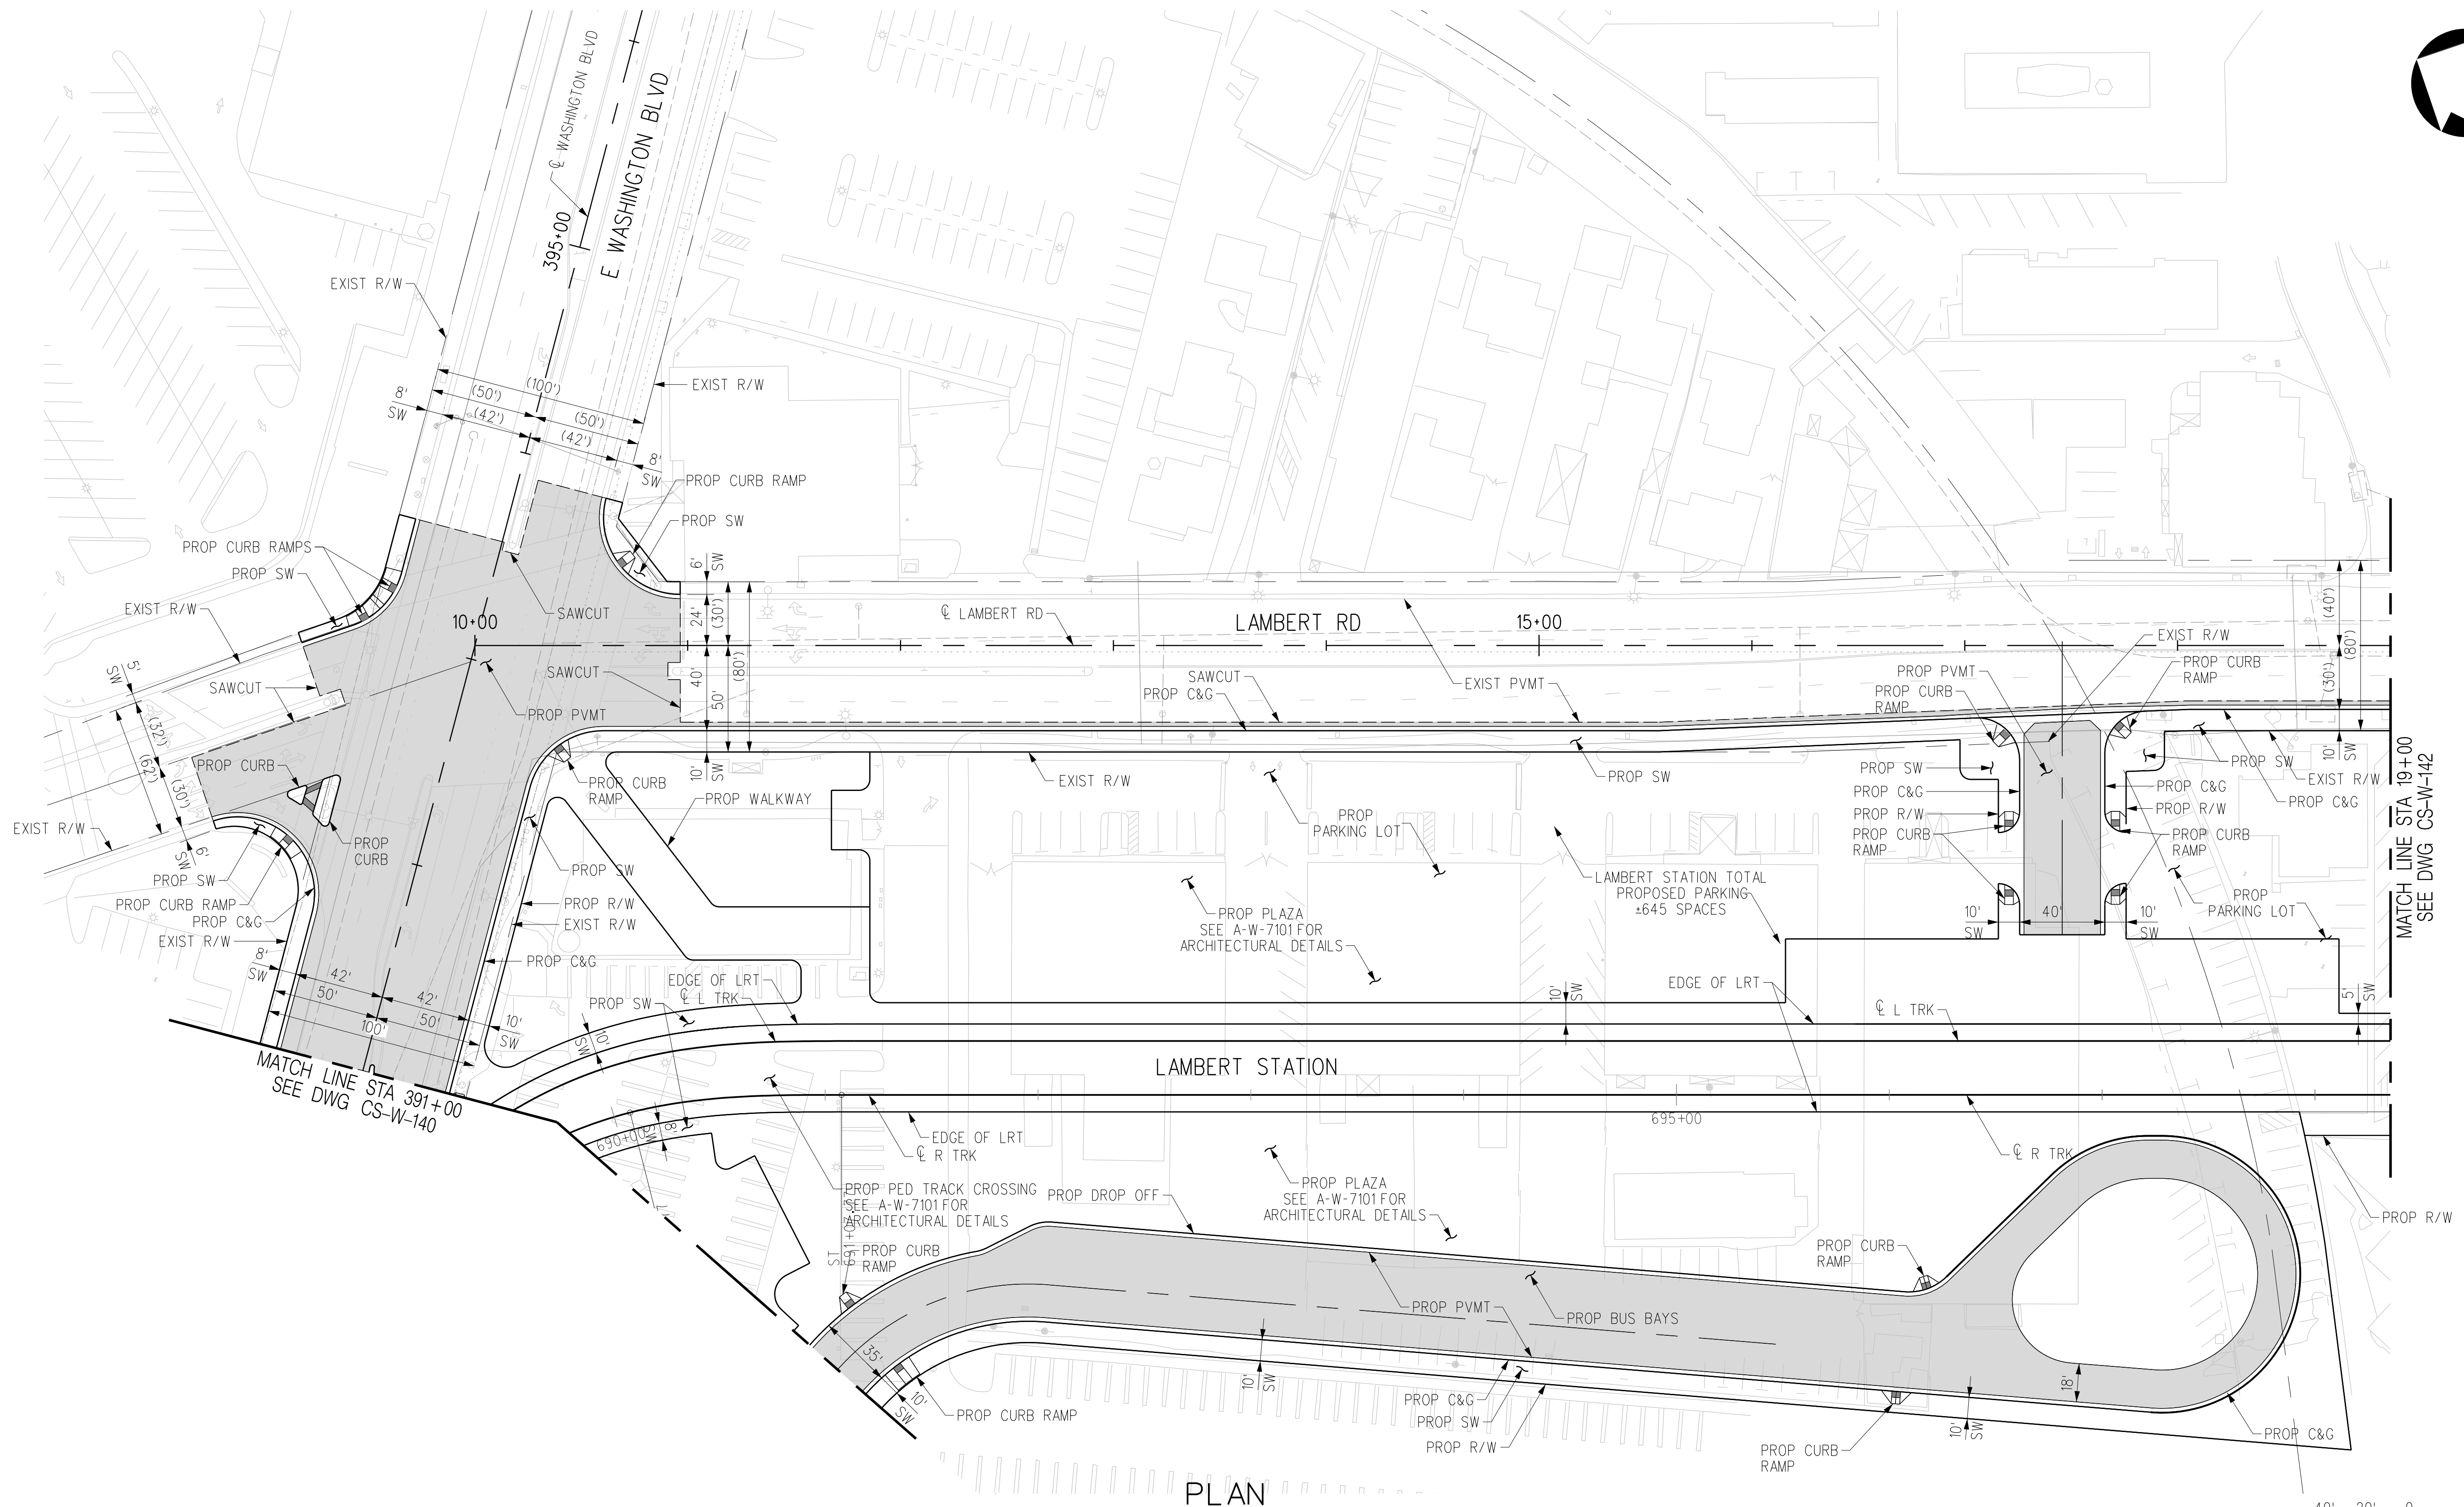 ℄ WASHINGTON BLVD
E WASHINGTON BLVD
395+00
EXIST R/W
EXIST R/W
(100')
(50')
(50')
(42')
(42')
8'
SW
8'
SW
PROP CURB RAMP
PROP SW
PROP CURB RAMPS
PROP SW
EXIST R/W
SAWCUT
10+00
6'
SW
24'
(30')
(80')
40'
50'
10'
SW
℄ LAMBERT RD
LAMBERT RD
15+00
EXIST R/W
PROP CURB
RAMP
(40')
(80')
(30')
10'
SW
5'
SW
SAWCUT
SAWCUT
PROP PVMT
SAWCUT
PROP C&G
EXIST PVMT
PROP PVMT
PROP CURB
RAMP
(32')
(62')
(30')
6'
SW
PROP CURB
PROP CURB
RAMP
PROP WALKWAY
EXIST R/W
PROP SW
PROP SW
PROP SW
EXIST R/W
PROP C&G
PROP C&G
PROP C&G
PROP R/W
PROP R/W
PROP CURB
RAMP
PROP CURB
RAMP
MATCH LINE STA 19+00
SEE DWG CS-W-142
EXIST R/W
PROP
CURB
PROP
PARKING LOT
PROP SW
PROP SW
PROP CURB RAMP
PROP C&G
EXIST R/W
PROP R/W
EXIST R/W
PROP C&G
LAMBERT STATION TOTAL
PROPOSED PARKING
±645 SPACES
PROP
PARKING LOT
PROP PLAZA
SEE A-W-7101 FOR
ARCHITECTURAL DETAILS
10'
SW
40'
10'
SW
8'
SW
42'
50'
42'
50'
100'
10'
SW
EDGE OF LRT
℄ L TRK
PROP SW
10'
SW
10'
SW
EDGE OF LRT
℄ L TRK
5'
SW
MATCH LINE STA 391+00
SEE DWG CS-W-140
LAMBERT STATION
690+00
8'
SW
695+00
EDGE OF LRT
℄ R TRK
℄ R TRK
PROP PED TRACK CROSSING
SEE A-W-7101 FOR
ARCHITECTURAL DETAILS
PROP DROP OFF
PROP PLAZA
SEE A-W-7101 FOR
ARCHITECTURAL DETAILS
PROP R/W
ST
PROP CURB
RAMP
PROP CURB
RAMP
PROP PVMT
PROP BUS BAYS
35'
10'
SW
PROP CURB RAMP
10'
SW
PROP C&G
PROP SW
PROP R/W
18'
10'
SW
PROP CURB
RAMP
PROP C&G
PLAN